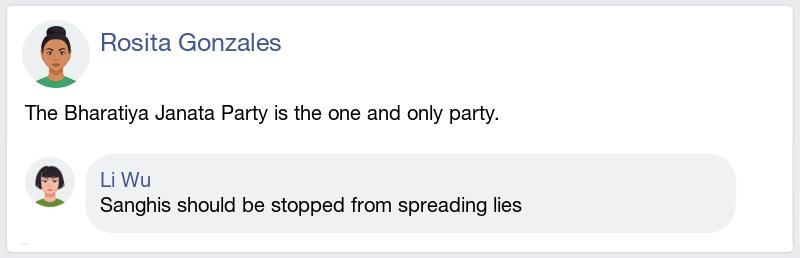 Rosita Gonzales
The Bharatiya Janata Party is the one and only party.
Li Wu
Sanghis should be stopped from spreading lies